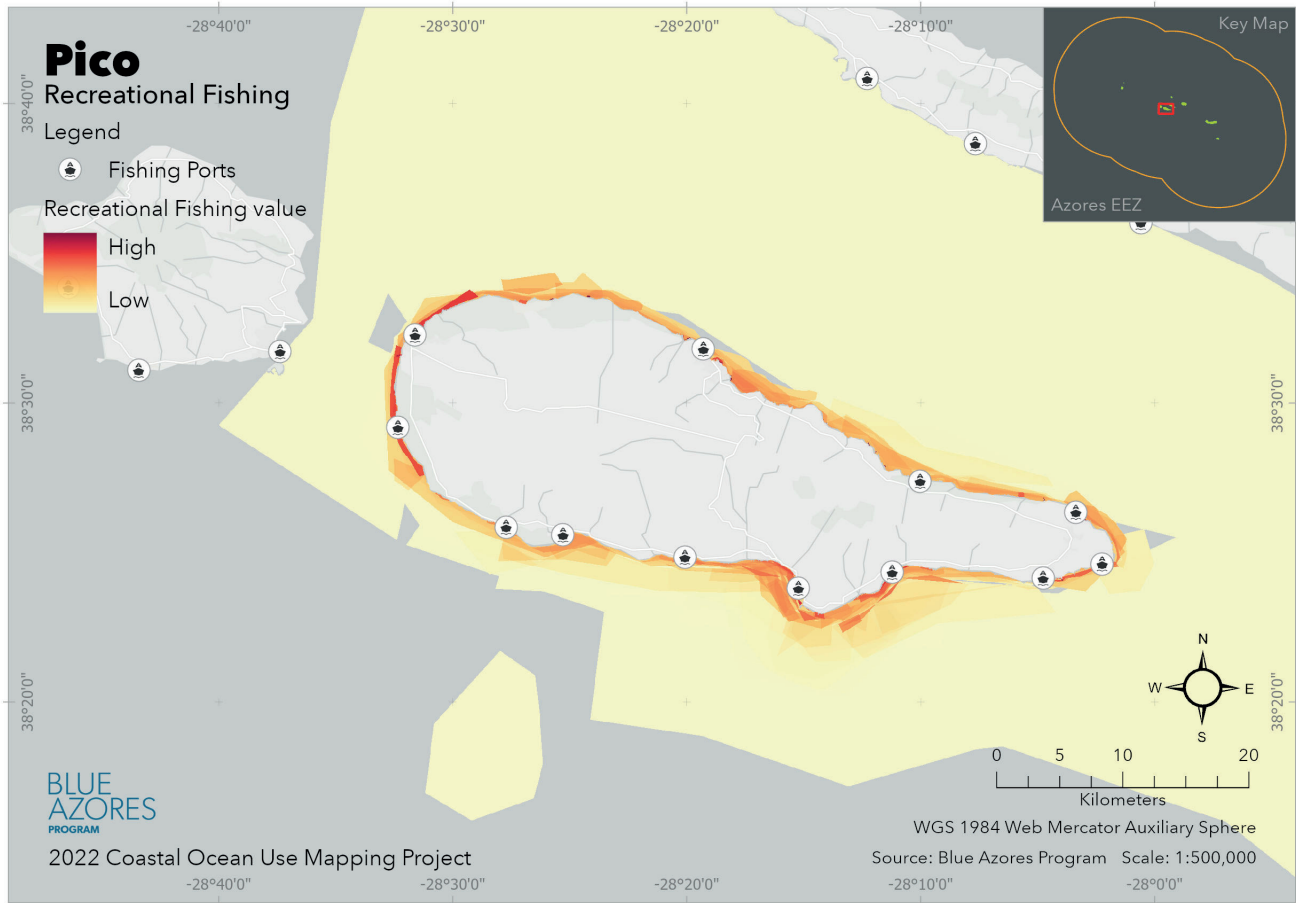 -28°40'0" -28°30'0" -28°20'0" -28°10'0"
Key Map
Pico
Recreational Fishing
Legend
Fishing Ports
Recreational Fishing value
High
Low
38°40'0"
Azores EEZ
38°30'0" 38°30'0"
38°20'0" 38°20'0"
N
W E
S
0 5 10 20
Kilometers
BLUE
AZORES
PROGRAM
WGS 1984 Web Mercator Auxiliary Sphere
2022 Coastal Ocean Use Mapping Project
Source: Blue Azores Program Scale: 1:500,000
-28°40'0" -28°30'0" -28°20'0" -28°10'0" -28°0'0"